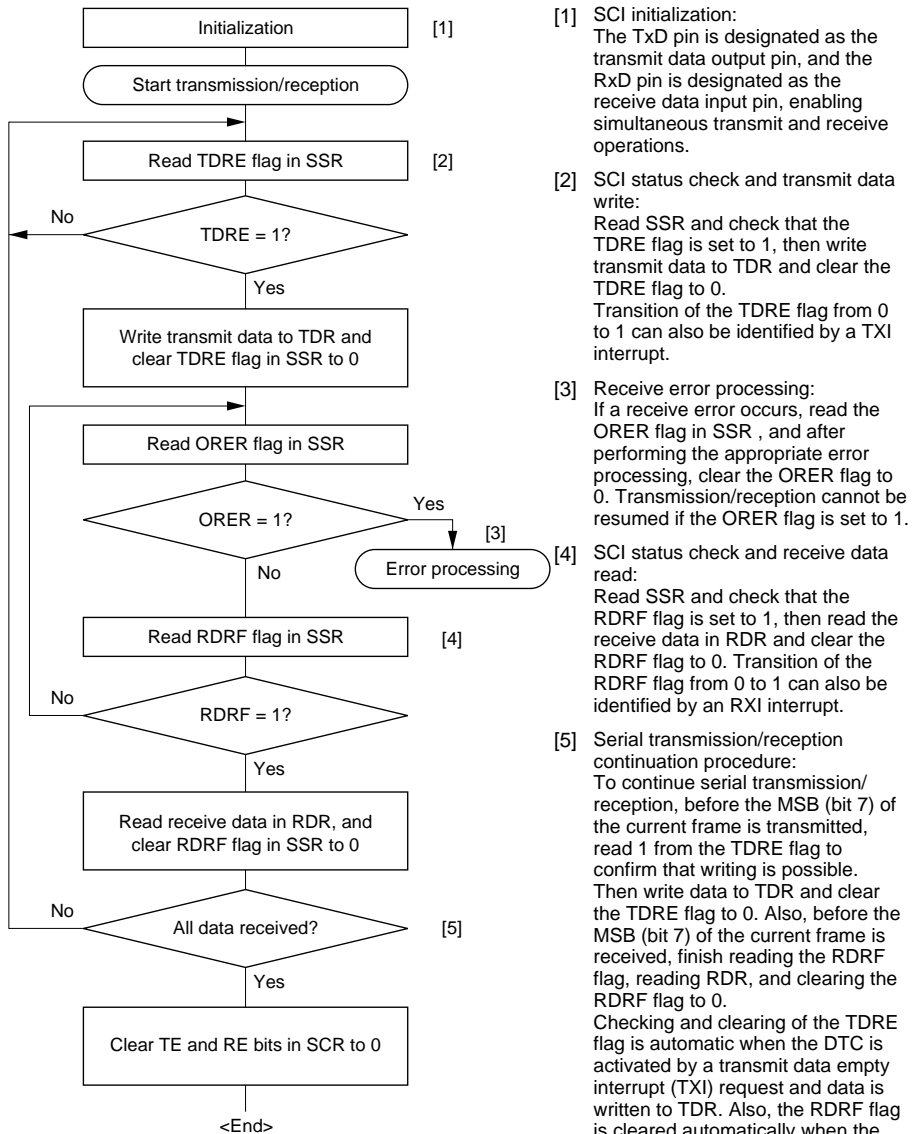 Initialization
[1]
Start transmission/reception
Read TDRE flag in SSR
[2]
No
TDRE = 1?
Yes
Write transmit data to TDR and
clear TDRE flag in SSR to 0
Read ORER flag in SSR
ORER = 1?
Yes
[3]
Error processing
No
Read RDRF flag in SSR
[4]
No
RDRF = 1?
Yes
Read receive data in RDR, and
clear RDRF flag in SSR to 0
No
All data received?
[5]
Yes
Clear TE and RE bits in SCR to 0
<End>
[1] SCI initialization:
The TxD pin is designated as the
transmit data output pin, and the
RxD pin is designated as the
receive data input pin, enabling
simultaneous transmit and receive
operations.
[2] SCI status check and transmit data
write:
Read SSR and check that the
TDRE flag is set to 1, then write
transmit data to TDR and clear the
TDRE flag to 0.
Transition of the TDRE flag from 0
to 1 can also be identified by a TXI
interrupt.
[3] Receive error processing:
If a receive error occurs, read the
ORER flag in SSR , and after
performing the appropriate error
processing, clear the ORER flag to
0. Transmission/reception cannot be
resumed if the ORER flag is set to 1.
[4] SCI status check and receive data
read:
Read SSR and check that the
RDRF flag is set to 1, then read the
receive data in RDR and clear the
RDRF flag to 0. Transition of the
RDRF flag from 0 to 1 can also be
identified by an RXI interrupt.
[5] Serial transmission/reception
continuation procedure:
To continue serial transmission/
reception, before the MSB (bit 7) of
the current frame is transmitted,
read 1 from the TDRE flag to
confirm that writing is possible.
Then write data to TDR and clear
the TDRE flag to 0. Also, before the
MSB (bit 7) of the current frame is
received, finish reading the RDRF
flag, reading RDR, and clearing the
RDRF flag to 0.
Checking and clearing of the TDRE
flag is automatic when the DTC is
activated by a transmit data empty
interrupt (TXI) request and data is
written to TDR. Also, the RDRF flag
is cleared automatically when the